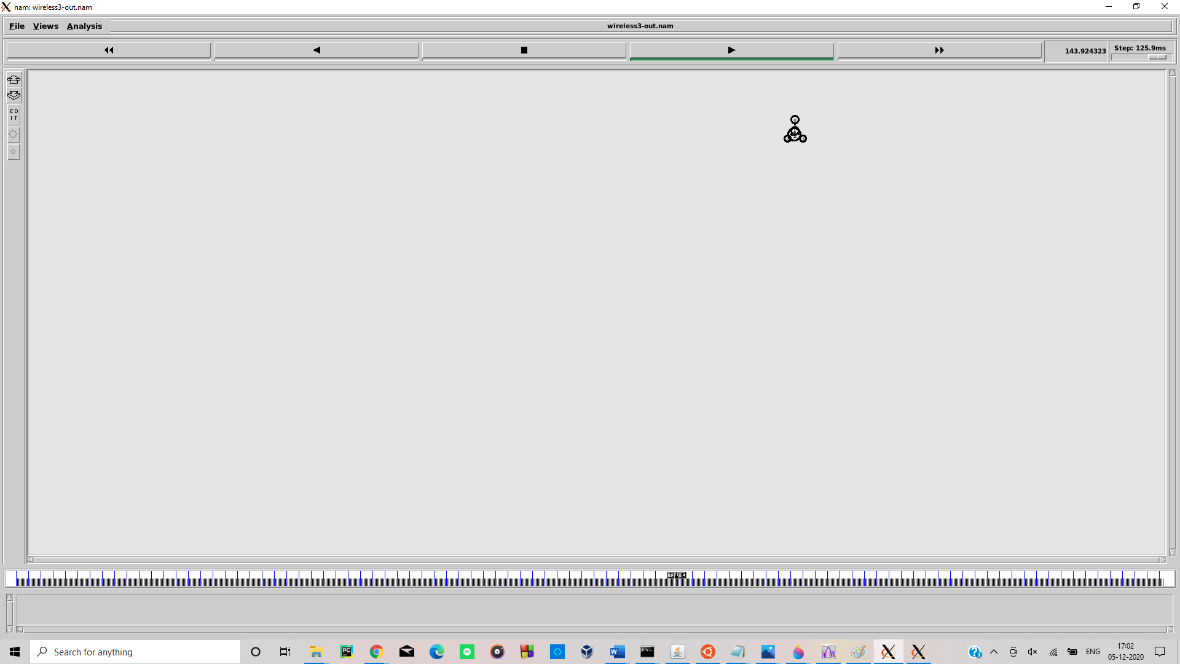 nam: wireless3-out.nam
File Views Analysis
wireless3-out.nam
143.924323
Step: 125.9ms
E D
I T
Search for anything
ENG
17:02
05-12-2020